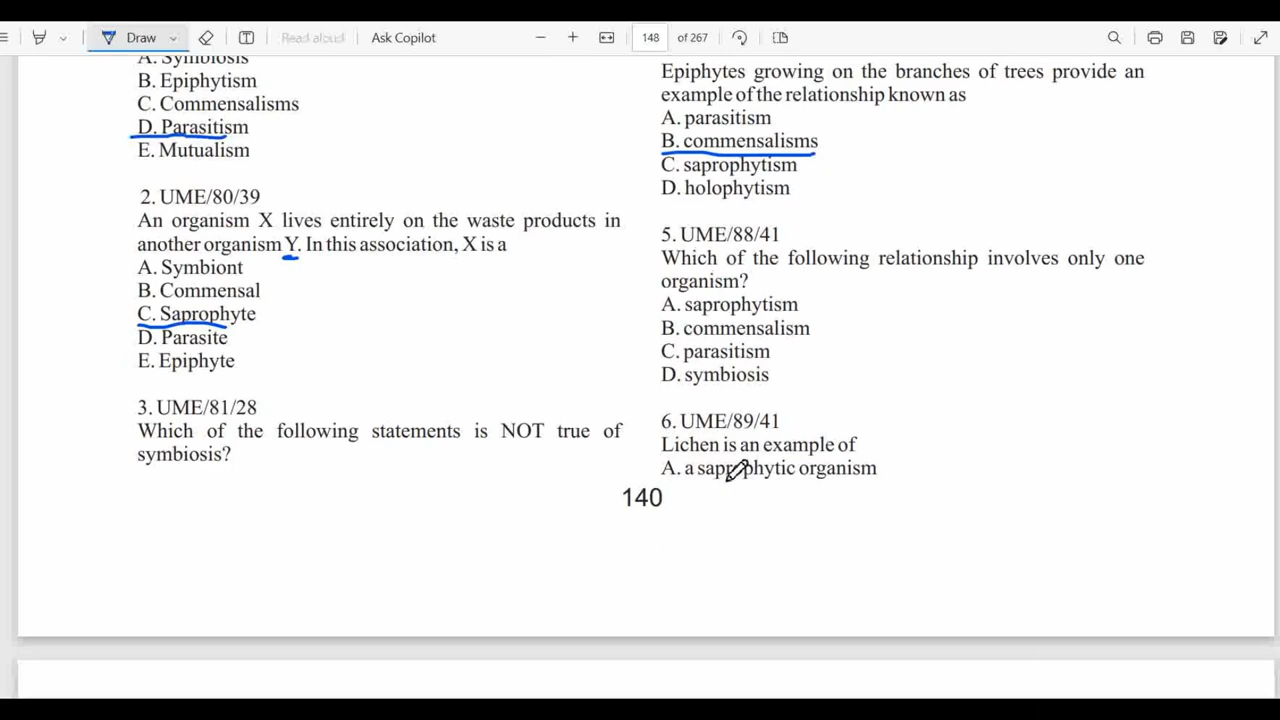 Draw
Read aloud
Ask Copilot
148
of 267
A. Symbiosis
B. Epiphytism
C. Commensalisms
D. Parasitism
E. Mutualism
2. UME/80/39
An organism X lives entirely on the waste products in
another organism Y. In this association, X is a
A. Symbiont
B. Commensal
C. Saprophyte
D. Parasite
E. Epiphyte
3. UME/81/28
Which of the following statements is NOT true of
symbiosis?
Epiphytes growing on the branches of trees provide an
example of the relationship known as
A. parasitism
B. commensalisms
C. saprophytism
D. holophytism
5. UME/88/41
Which of the following relationship involves only one
organism?
A. saprophytism
B. commensalism
C. parasitism
D. symbiosis
6. UME/89/41
Lichen is an example of
A. a saprophytic organism
140